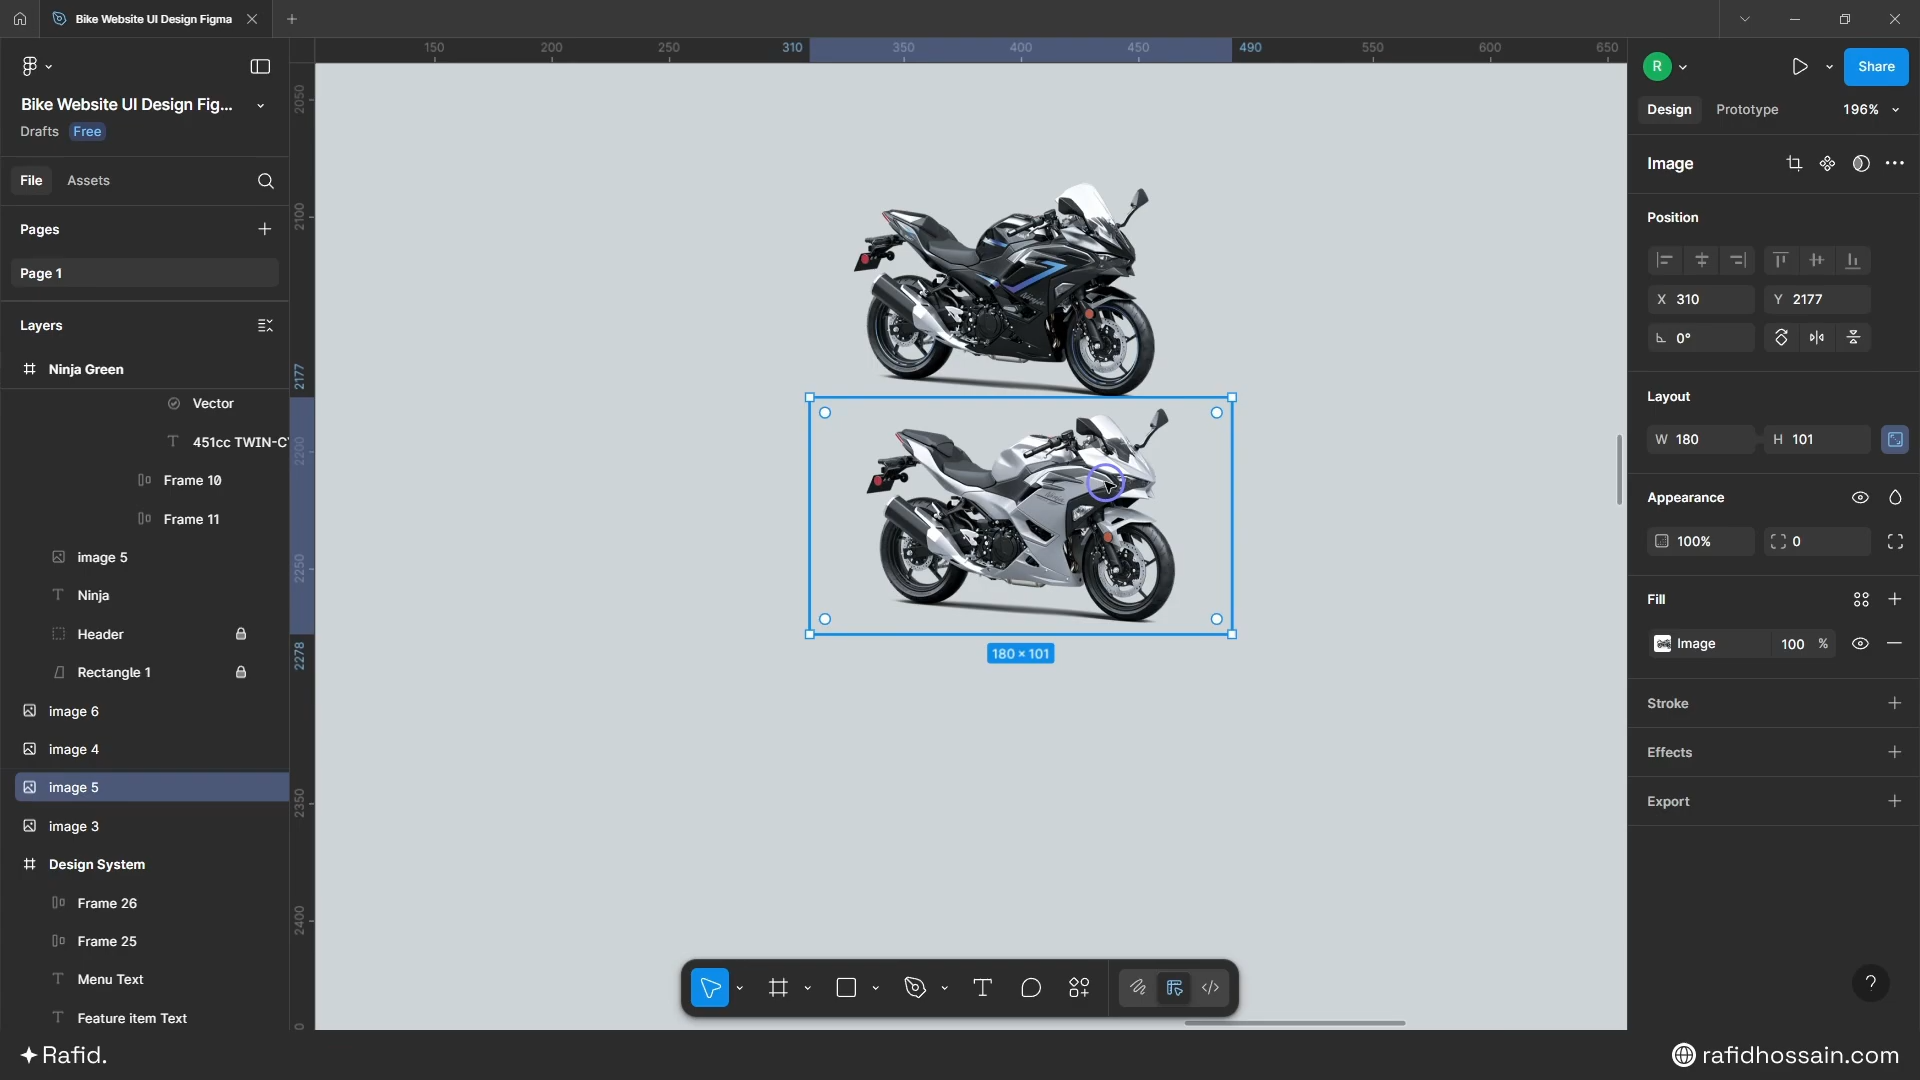 Bike Website UI Design Figma
Bike Website UI Design Fig...
Drafts Free
File Assets
Pages
Page 1
Layers
Ninja Green
Vector
451cc TWIN-CY
Frame 10
Frame 11
image 5
Ninja
Header
Rectangle 1
image 6
image 4
image 5
image 3
Design System
Frame 26
Frame 25
Menu Text
Feature item Text
150 200 250 310 350 400 450 490 550 600 650
2050
2100
2177
2200
2250
2278
2350
2400
0
180 × 101
R
Share
Design Prototype 196%
Image
Position
X 310 Y 2177
0°
Layout
W 180 H 101
Appearance
100% 0
Fill
Image 100 %
Stroke
Effects
Export
?
Rafid.
rafidhossain.com